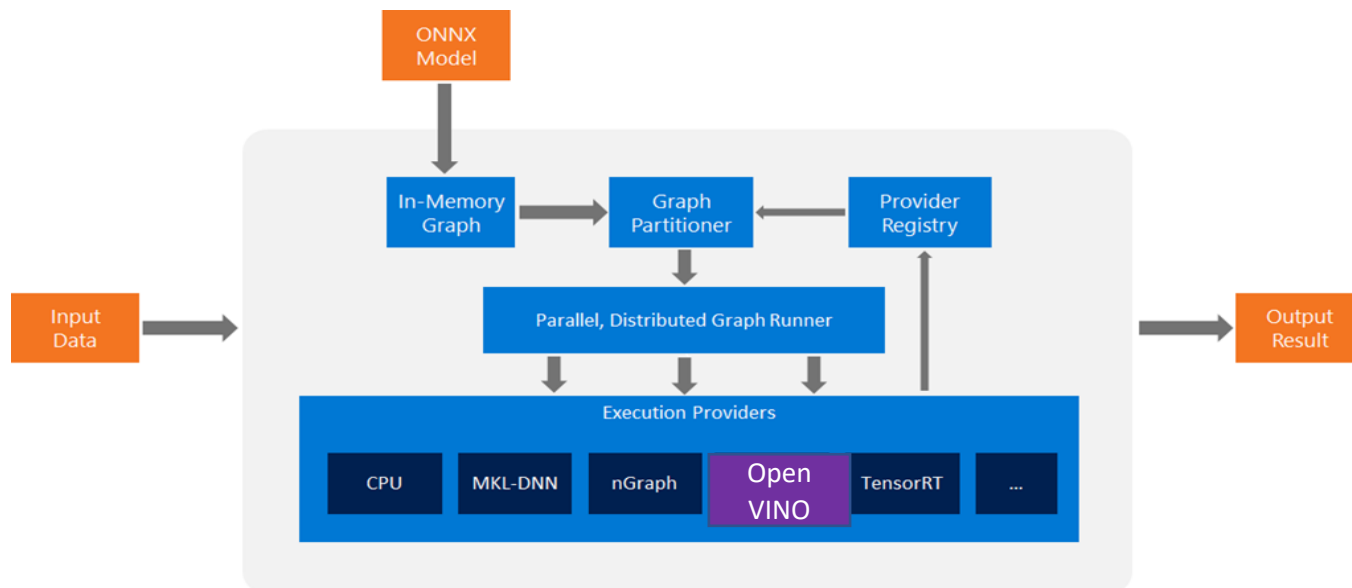 ONNX
Model
In-Memory
Graph
Graph
Partitioner
Provider
Registry
Input
Data
Parallel, Distributed Graph Runner
Output
Result
Execution Providers
CPU
MKL-DNN
nGraph
Open
VINO
TensorRT
...